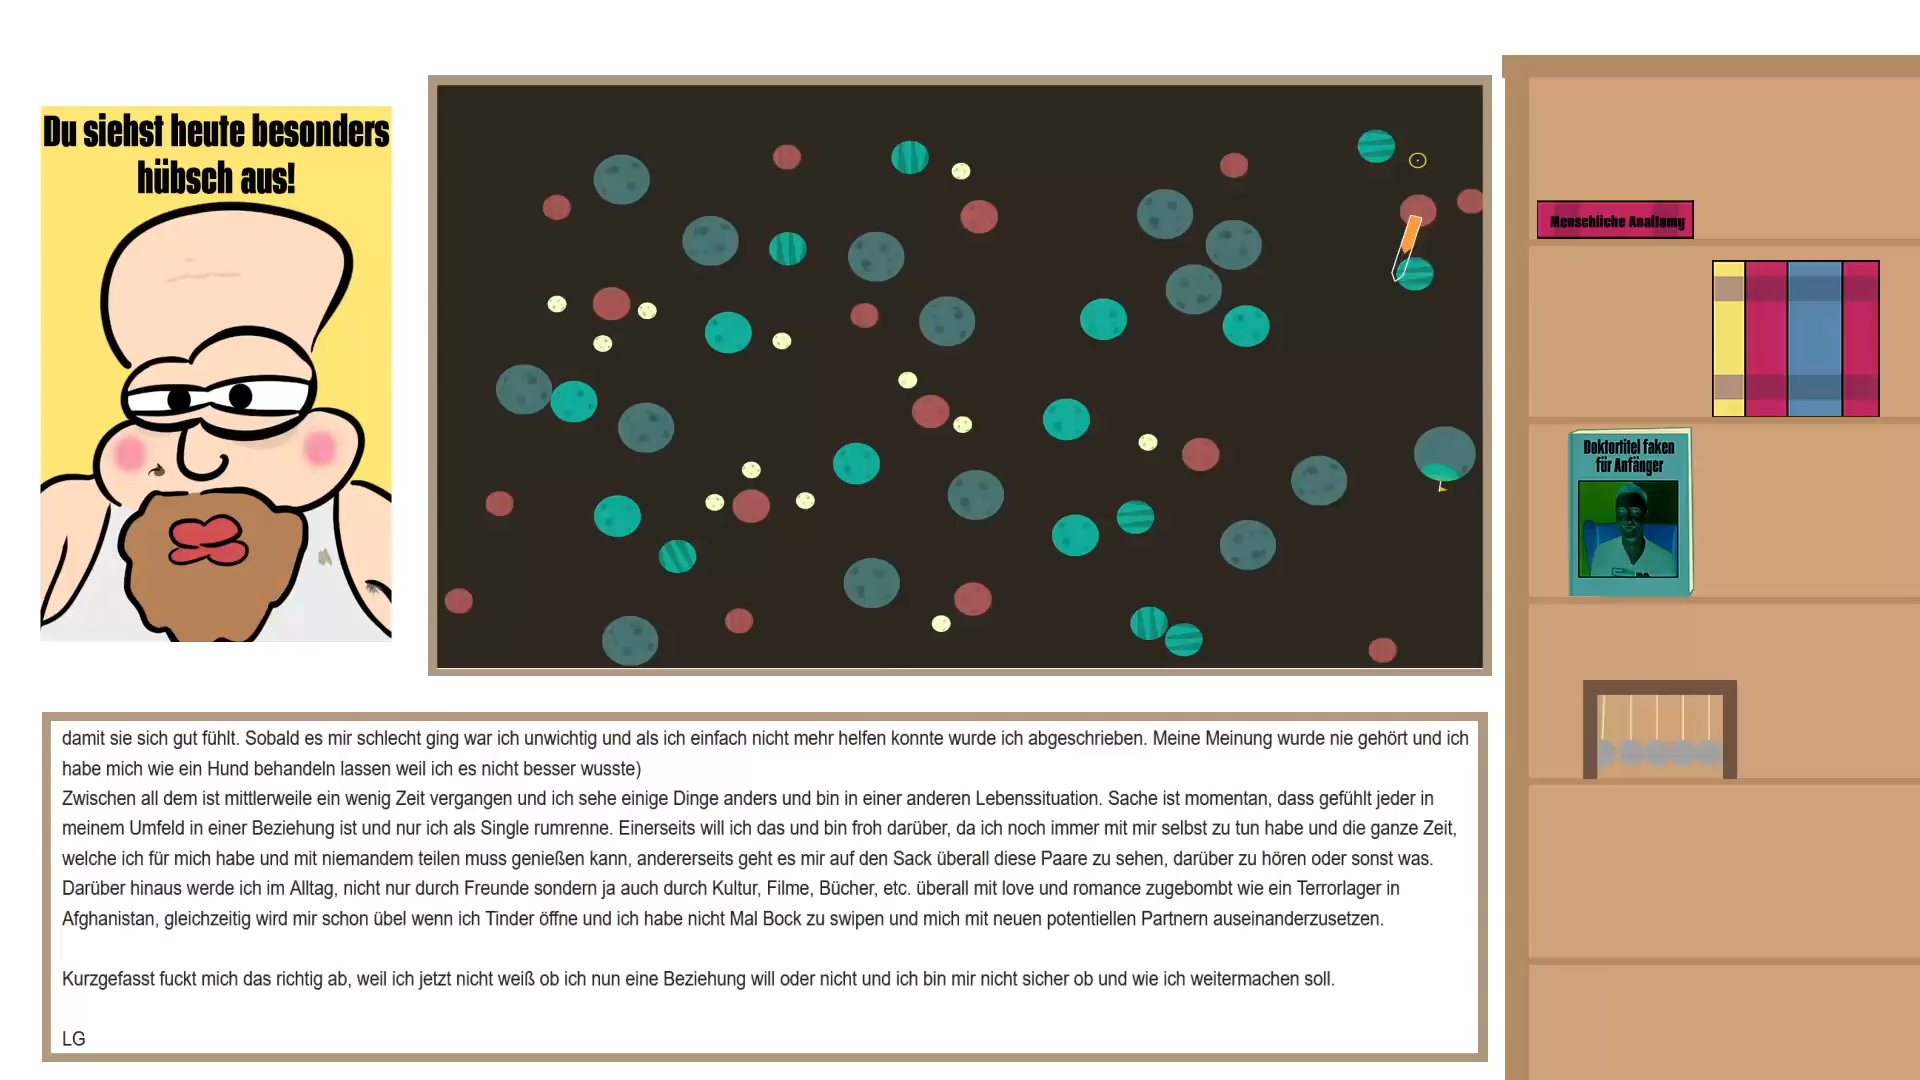 Du siehst heute besonders
hübsch aus!
Menschliche Anattomy
Doktortitel faken
für Anfänger
damit sie sich gut fühlt. Sobald es mir schlecht ging war ich unwichtig und als ich einfach nicht mehr helfen konnte wurde ich abgeschrieben. Meine Meinung wurde nie gehört und ich
habe mich wie ein Hund behandeln lassen weil ich es nicht besser wusste)
Zwischen all dem ist mittlerweile ein wenig Zeit vergangen und ich sehe einige Dinge anders und bin in einer anderen Lebenssituation. Sache ist momentan, dass gefühlt jeder in
meinem Umfeld in einer Beziehung ist und nur ich als Single rumrenne. Einerseits will ich das und bin froh darüber, da ich noch immer mit mir selbst zu tun habe und die ganze Zeit,
welche ich für mich habe und mit niemandem teilen muss genießen kann, andererseits geht es mir auf den Sack überall diese Paare zu sehen, darüber zu hören oder sonst was.
Darüber hinaus werde ich im Alltag, nicht nur durch Freunde sondern ja auch durch Kultur, Filme, Bücher, etc. überall mit love und romance zugebombt wie ein Terrorlager in
Afghanistan, gleichzeitig wird mir schon übel wenn ich Tinder öffne und ich habe nicht Mal Bock zu swipen und mich mit neuen potentiellen Partnern auseinanderzusetzen.
Kurzgefasst fuckt mich das richtig ab, weil ich jetzt nicht weiß ob ich nun eine Beziehung will oder nicht und ich bin mir nicht sicher ob und wie ich weitermachen soll.
LG